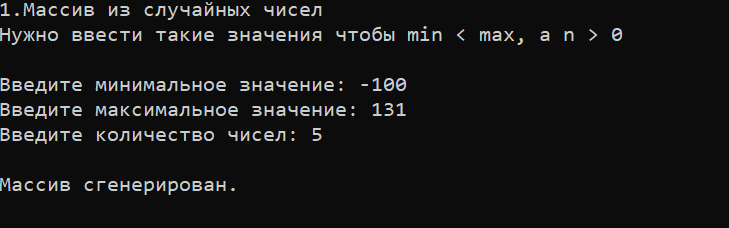 1.Массив из случайных чисел
Нужно ввести такие значения чтобы min < max, а n > 0
Введите минимальное значение: -100
Введите максимальное значение: 131
Введите количество чисел: 5
Массив сгенерирован.